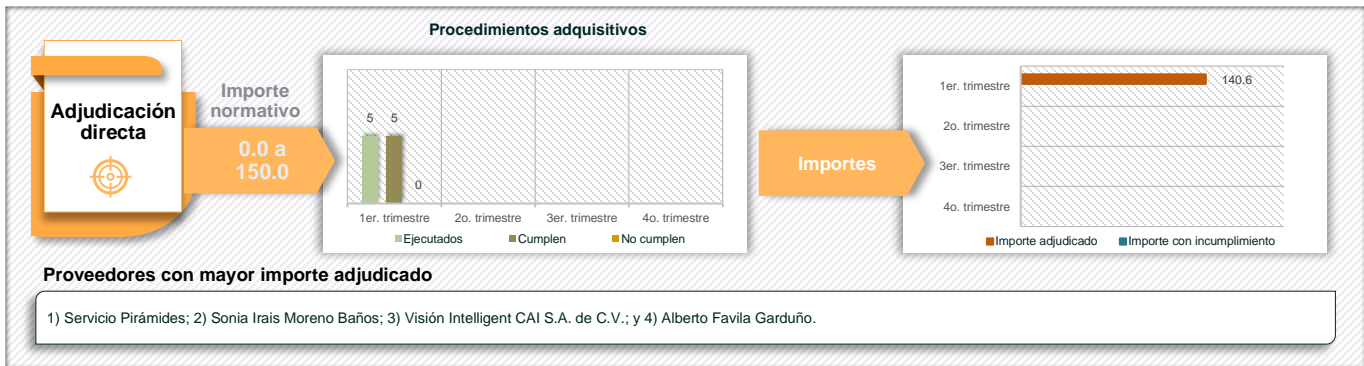 Procedimientos adquisitivos
Adjudicación
directa
Importe
normativo
0.0 a
150.0
5 5
0
1er. trimestre 2o. trimestre 3er. trimestre 4o. trimestre
Ejecutados Cumplen No cumplen
Importes
1er. trimestre 140.6
2o. trimestre
3er. trimestre
4o. trimestre
Importe adjudicado Importe con incumplimiento
Proveedores con mayor importe adjudicado
1) Servicio Pirámides; 2) Sonia Irais Moreno Baños; 3) Visión Intelligent CAI S.A. de C.V.; y 4) Alberto Favila Garduño.